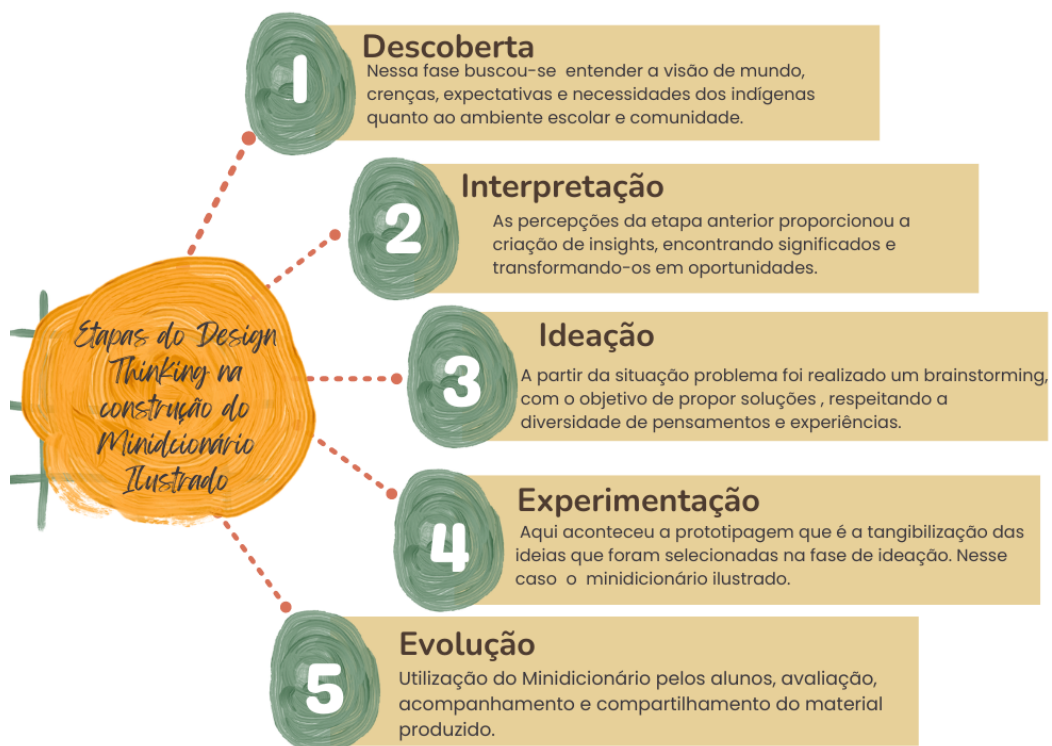 1
Descoberta
Nessa fase buscou-se entender a visão de mundo,
crenças, expectativas e necessidades dos indígenas
quanto ao ambiente escolar e comunidade.
2
Interpretação
As percepções da etapa anterior proporcionou a
criação de insights, encontrando significados e
transformando-os em oportunidades.
Etapas do Design
Thinking na
construção do
Minidcionário
Ilustrado
3
Ideação
A partir da situação problema foi realizado um brainstorming,
com o objetivo de propor soluções , respeitando a
diversidade de pensamentos e experiências.
4
Experimentação
Aqui aconteceu a prototipagem que é a tangibilização das
ideias que foram selecionadas na fase de ideação. Nesse
caso o minidicionário ilustrado.
5
Evolução
Utilização do Minidicionário pelos alunos, avaliação,
acompanhamento e compartilhamento do material
produzido.